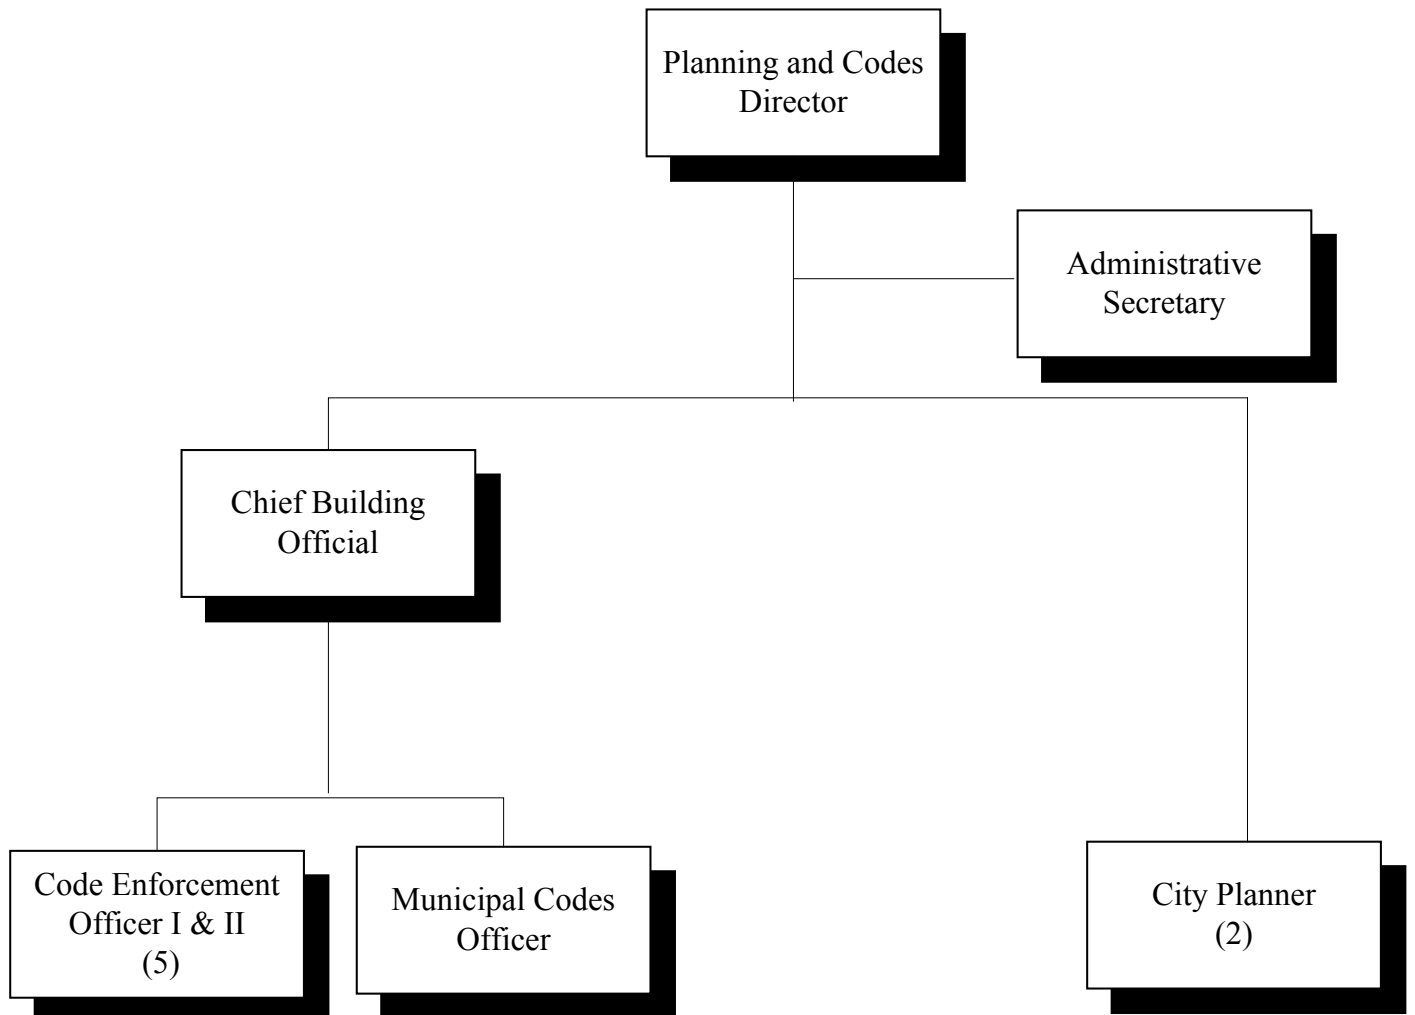 Planning and Codes
Director
Administrative
Secretary
Chief Building
Official
Code Enforcement
Officer I & II
(5)
Municipal Codes
Officer
City Planner
(2)